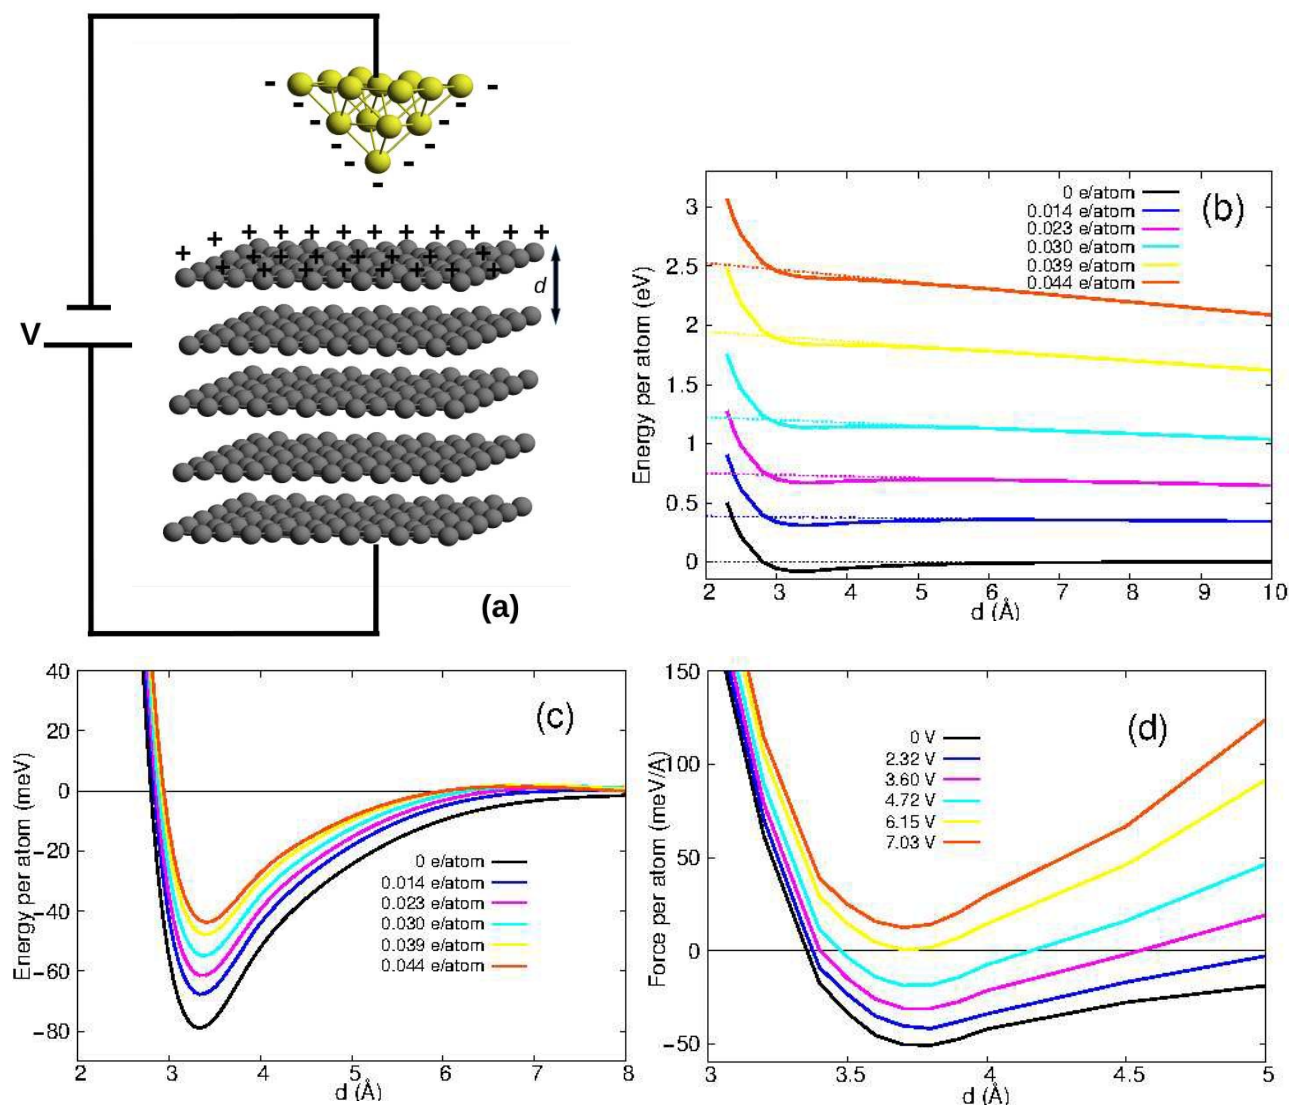 d
V
(a)
(b)
0 e/atom
0.014 e/atom
0.023 e/atom
0.030 e/atom
0.039 e/atom
0.044 e/atom
Energy per atom (eV)
3
2.5
2
1.5
1
0.5
0
2 3 4 5 6 7 8 9 10
d (Å)
(c)
Energy per atom (meV)
40
20
0
−20
−40
−60
−80
0 e/atom
0.014 e/atom
0.023 e/atom
0.030 e/atom
0.039 e/atom
0.044 e/atom
2 3 4 5 6 7 8
d (Å)
(d)
Force per atom (meV/A)
150
100
50
0
−50
0 V
2.32 V
3.60 V
4.72 V
6.15 V
7.03 V
3 3.5 4 4.5 5
d (Å)